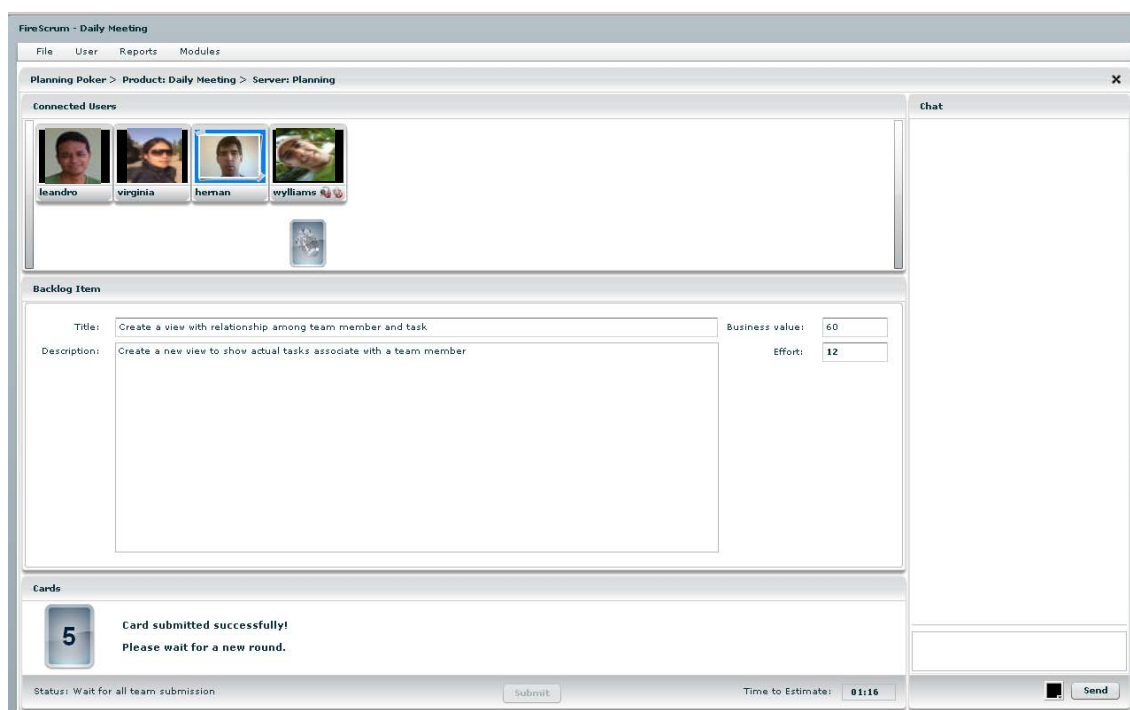 FireScrum - Daily Meeting
File User Reports Modules
Planning Poker > Product: Daily Meeting > Server: Planning
Connected Users
Chat
leandro virginia hernan wylliams
Backlog Item
Title: Create a view with relationship among team member and task Business value: 60
Description: Create a new view to show actual tasks associate with a team member Effort: 12
Cards
5
Card submitted successfully!
Please wait for a new round.
Status: Wait for all team submission Submit Time to Estimate: 01:16 Send